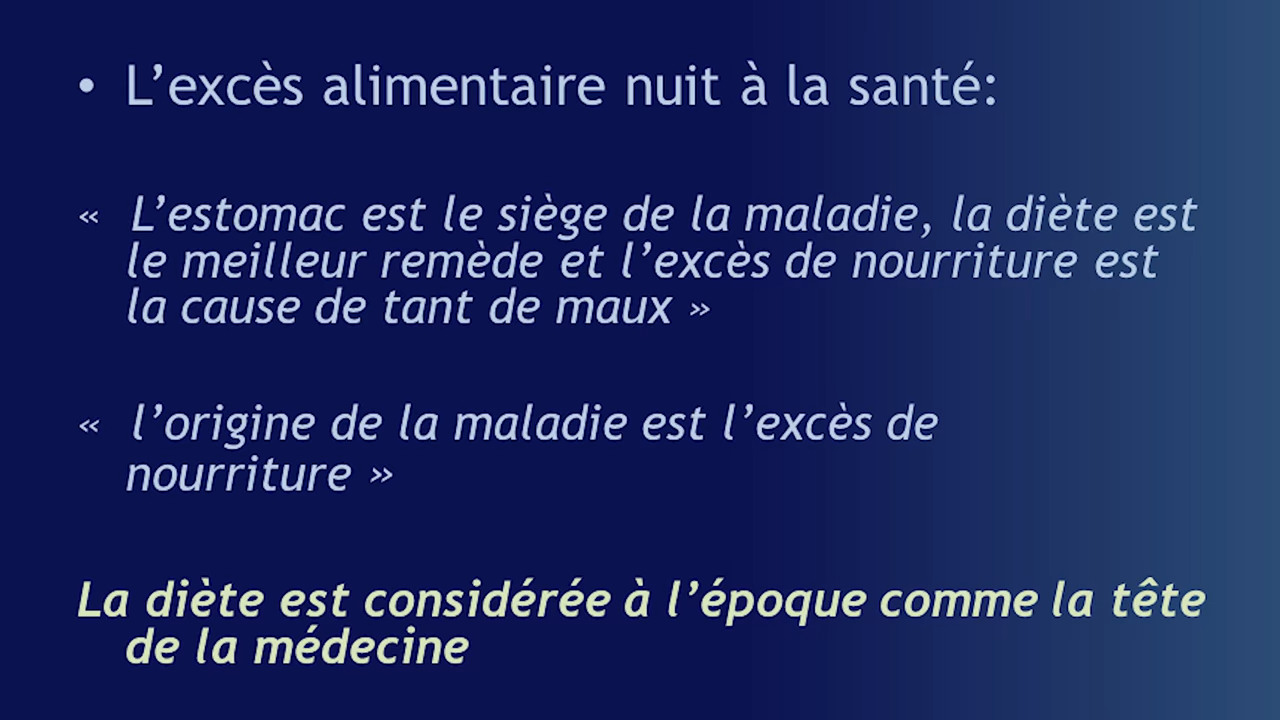 • L’excès alimentaire nuit à la santé:
« L’estomac est le siège de la maladie, la diète est
le meilleur remède et l’excès de nourriture est
la cause de tant de maux »
« l’origine de la maladie est l’excès de
nourriture »
La diète est considérée à l’époque comme la tête
de la médecine